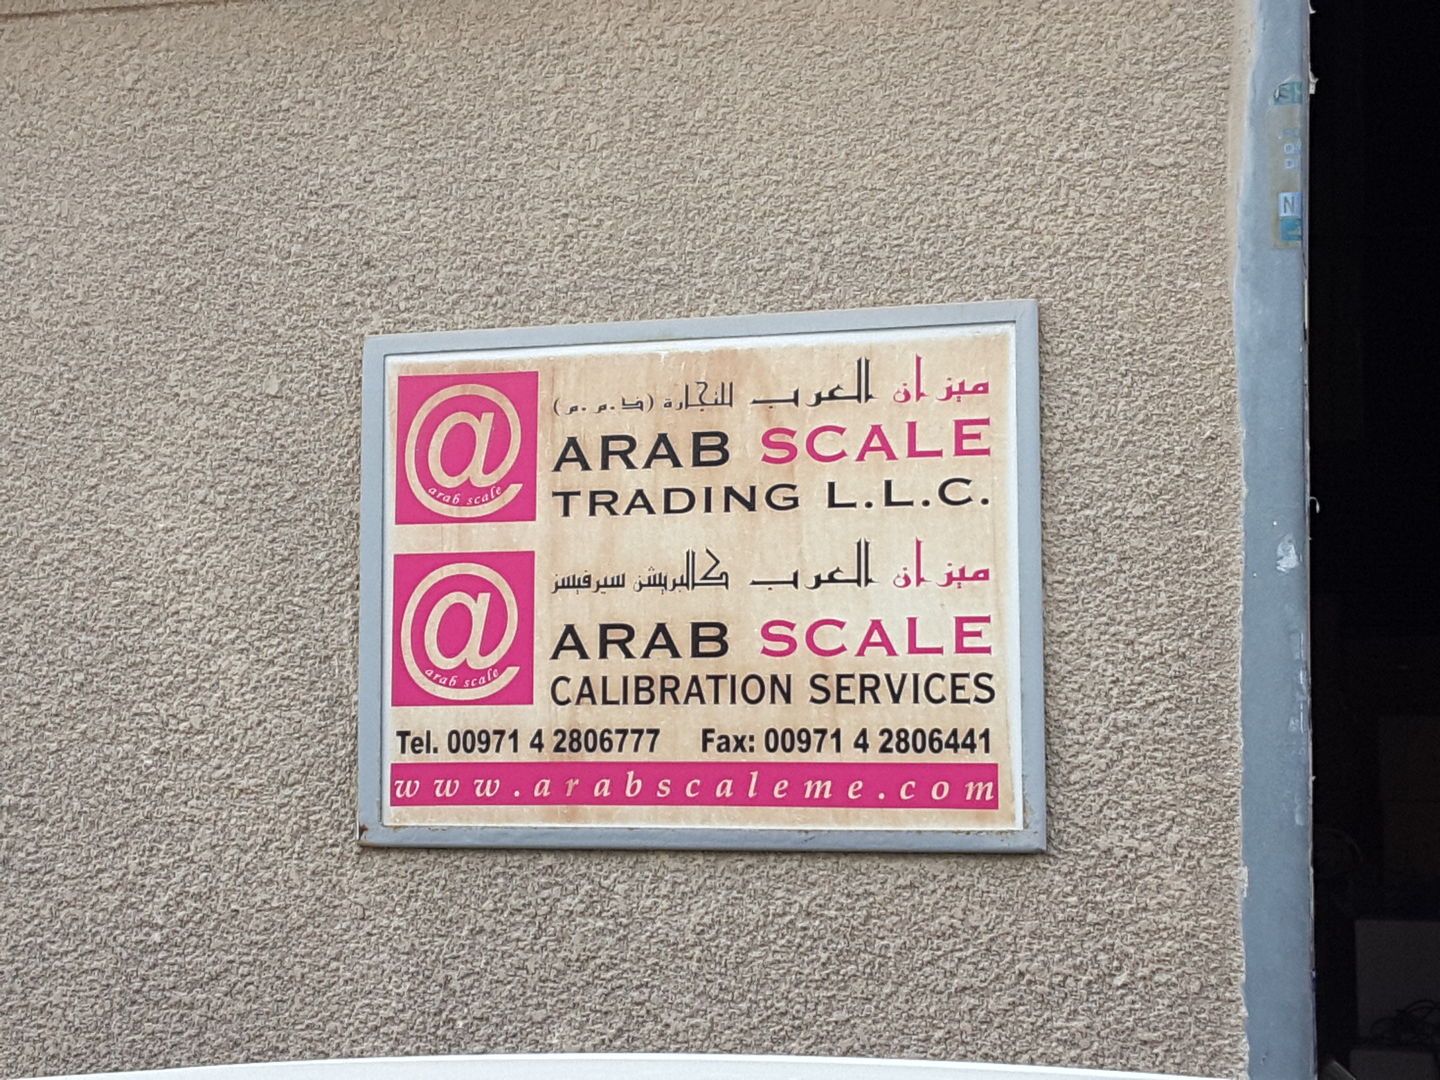 ميزان العرب للتجارة (ذ.م.م)
ARAB SCALE
TRADING L.L.C.
arab scale
ميزان العرب كاليبريشن سيرفيسز
ARAB SCALE
CALIBRATION SERVICES
arab scale
Tel. 00971 4 2806777 Fax: 00971 4 2806441
www.arabscaleme.com